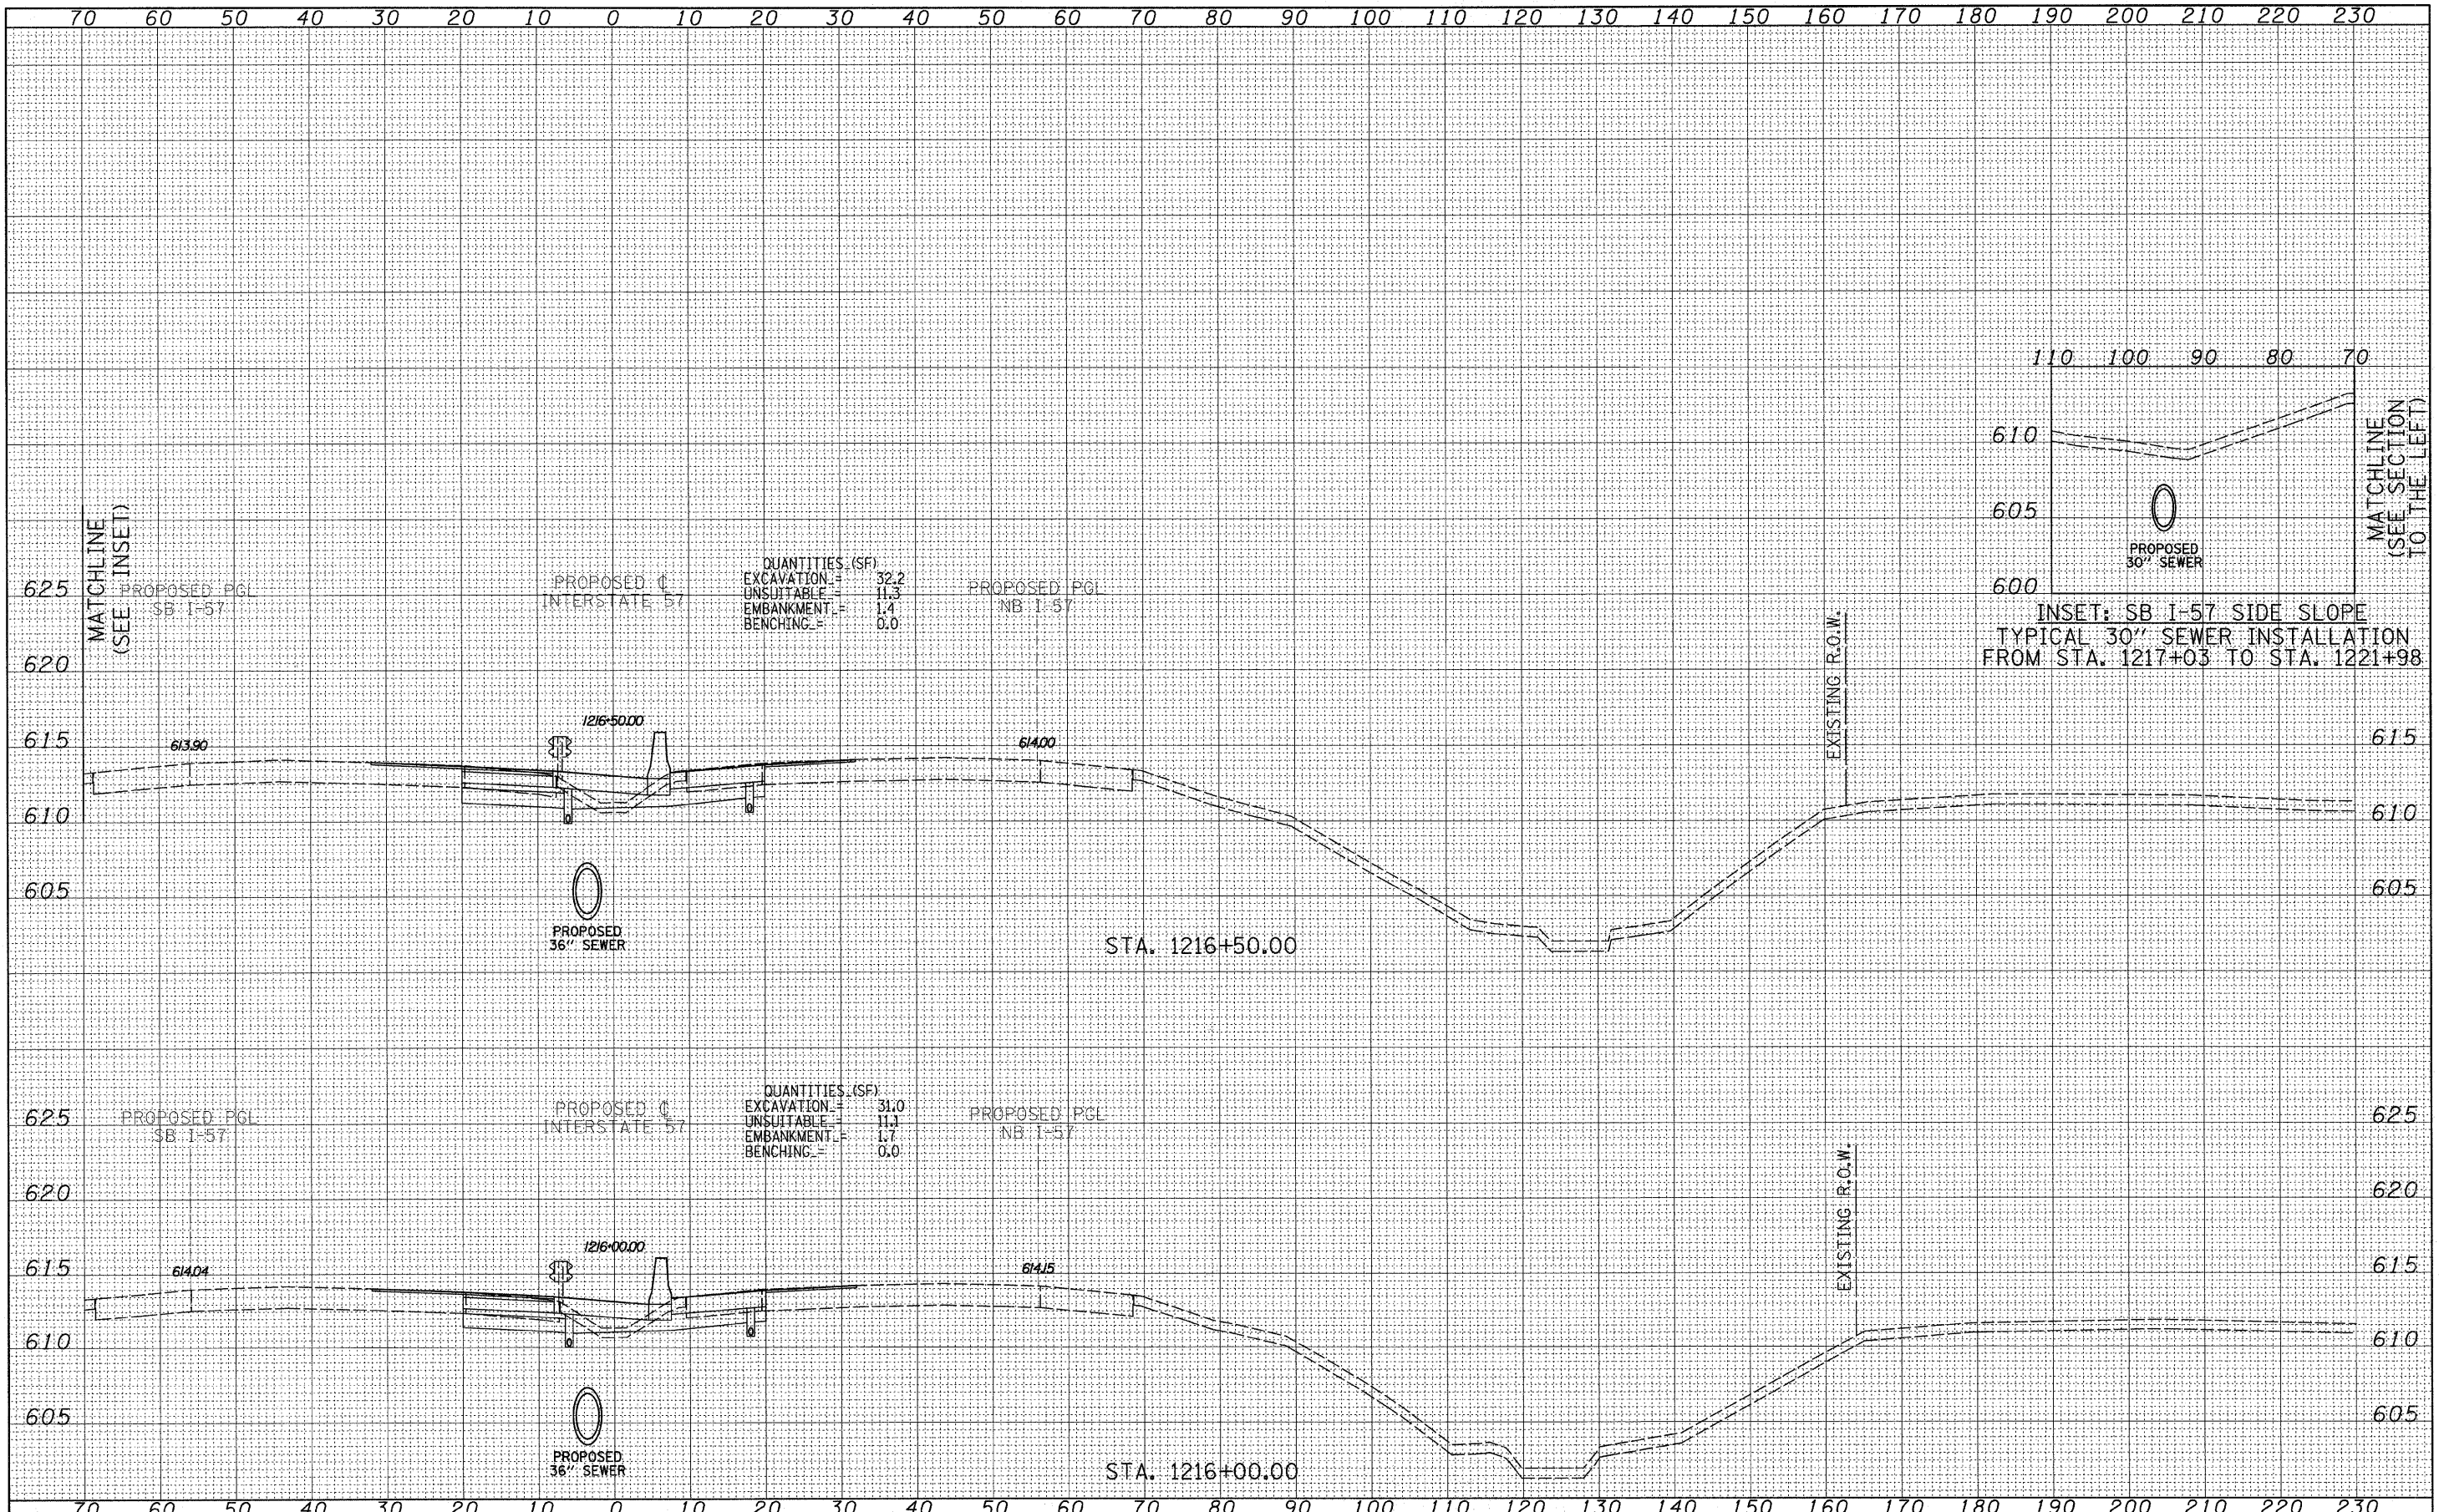 70 60 50 40 30 20 10 0 10 20 30 40 50 60 70 80 90 100 110 120 130 140 150 160 170 180 190 200 210 220 230
110 100 90 80 70
610
605
600
PROPOSED
30" SEWER
MATCHLINE
(SEE SECTION
TO THE LEFT)
INSET: SB I-57 SIDE SLOPE
TYPICAL 30" SEWER INSTALLATION
FROM STA. 1217+03 TO STA. 1221+98
MATCHLINE
(SEE INSET)
625
620
615
610
605
PROPOSED PGL
SB I-57
613.90
PROPOSED ℄
INTERSTATE 57
1216+50.00
QUANTITIES (SF)
EXCAVATION = 32.2
UNSUITABLE = 11.3
EMBANKMENT = 1.4
BENCHING = 0.0
PROPOSED PGL
NB I-57
614.00
EXISTING R.O.W.
615
610
605
PROPOSED
36" SEWER
STA. 1216+50.00
625
620
615
610
605
PROPOSED PGL
SB I-57
614.04
PROPOSED ℄
INTERSTATE 57
1216+00.00
QUANTITIES (SF)
EXCAVATION = 31.0
UNSUITABLE = 11.1
EMBANKMENT = 1.7
BENCHING = 0.0
PROPOSED PGL
NB I-57
614.15
EXISTING R.O.W.
625
620
615
610
605
PROPOSED
36" SEWER
STA. 1216+00.00
70 60 50 40 30 20 10 0 10 20 30 40 50 60 70 80 90 100 110 120 130 140 150 160 170 180 190 200 210 220 230